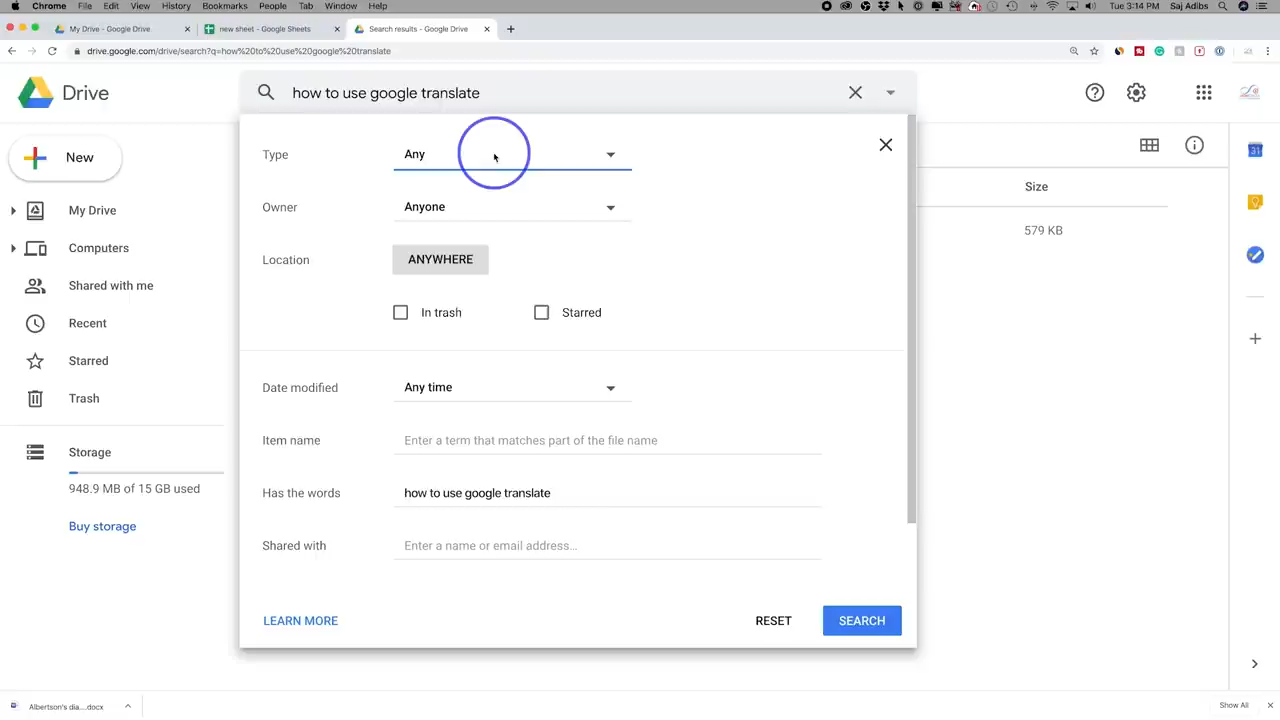 Chrome File Edit View History Bookmarks People Tab Window Help Tue 3:14 PM Saj Adibs
My Drive - Google Drive new sheet - Google Sheets Search results - Google Drive
drive.google.com/drive/search?q=how%20to%20use%20google%20translate
Drive
how to use google translate
New
My Drive
Computers
Shared with me
Recent
Starred
Trash
Storage
948.9 MB of 15 GB used
Buy storage
Type Any
Owner Anyone
Location ANYWHERE
In trash Starred
Date modified Any time
Item name Enter a term that matches part of the file name
Has the words how to use google translate
Shared with Enter a name or email address...
LEARN MORE RESET SEARCH
Size
579 KB
31
Albertson's dia....docx
Show All